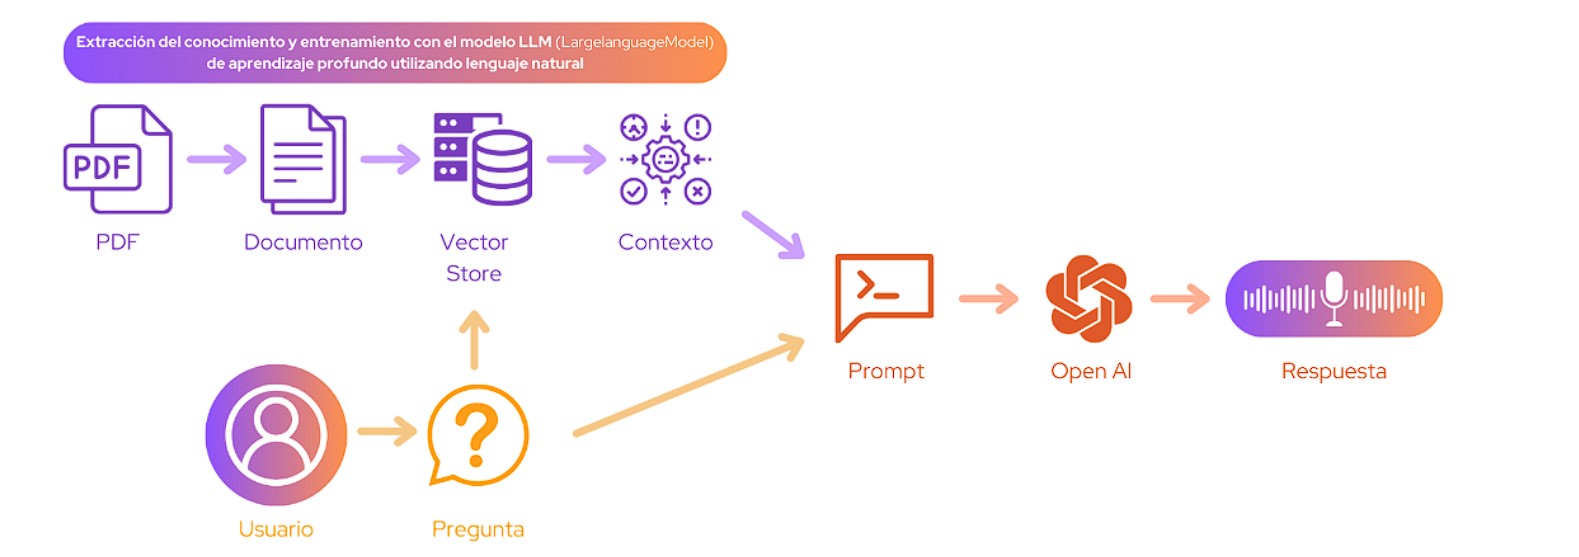 Extracción del conocimiento y entrenamiento con el modelo LLM (LargelanguageModel)
de aprendizaje profundo utilizando lenguaje natural
PDF
PDF
Documento
Vector
Store
Contexto
Prompt
Open AI
Respuesta
?
Usuario
Pregunta